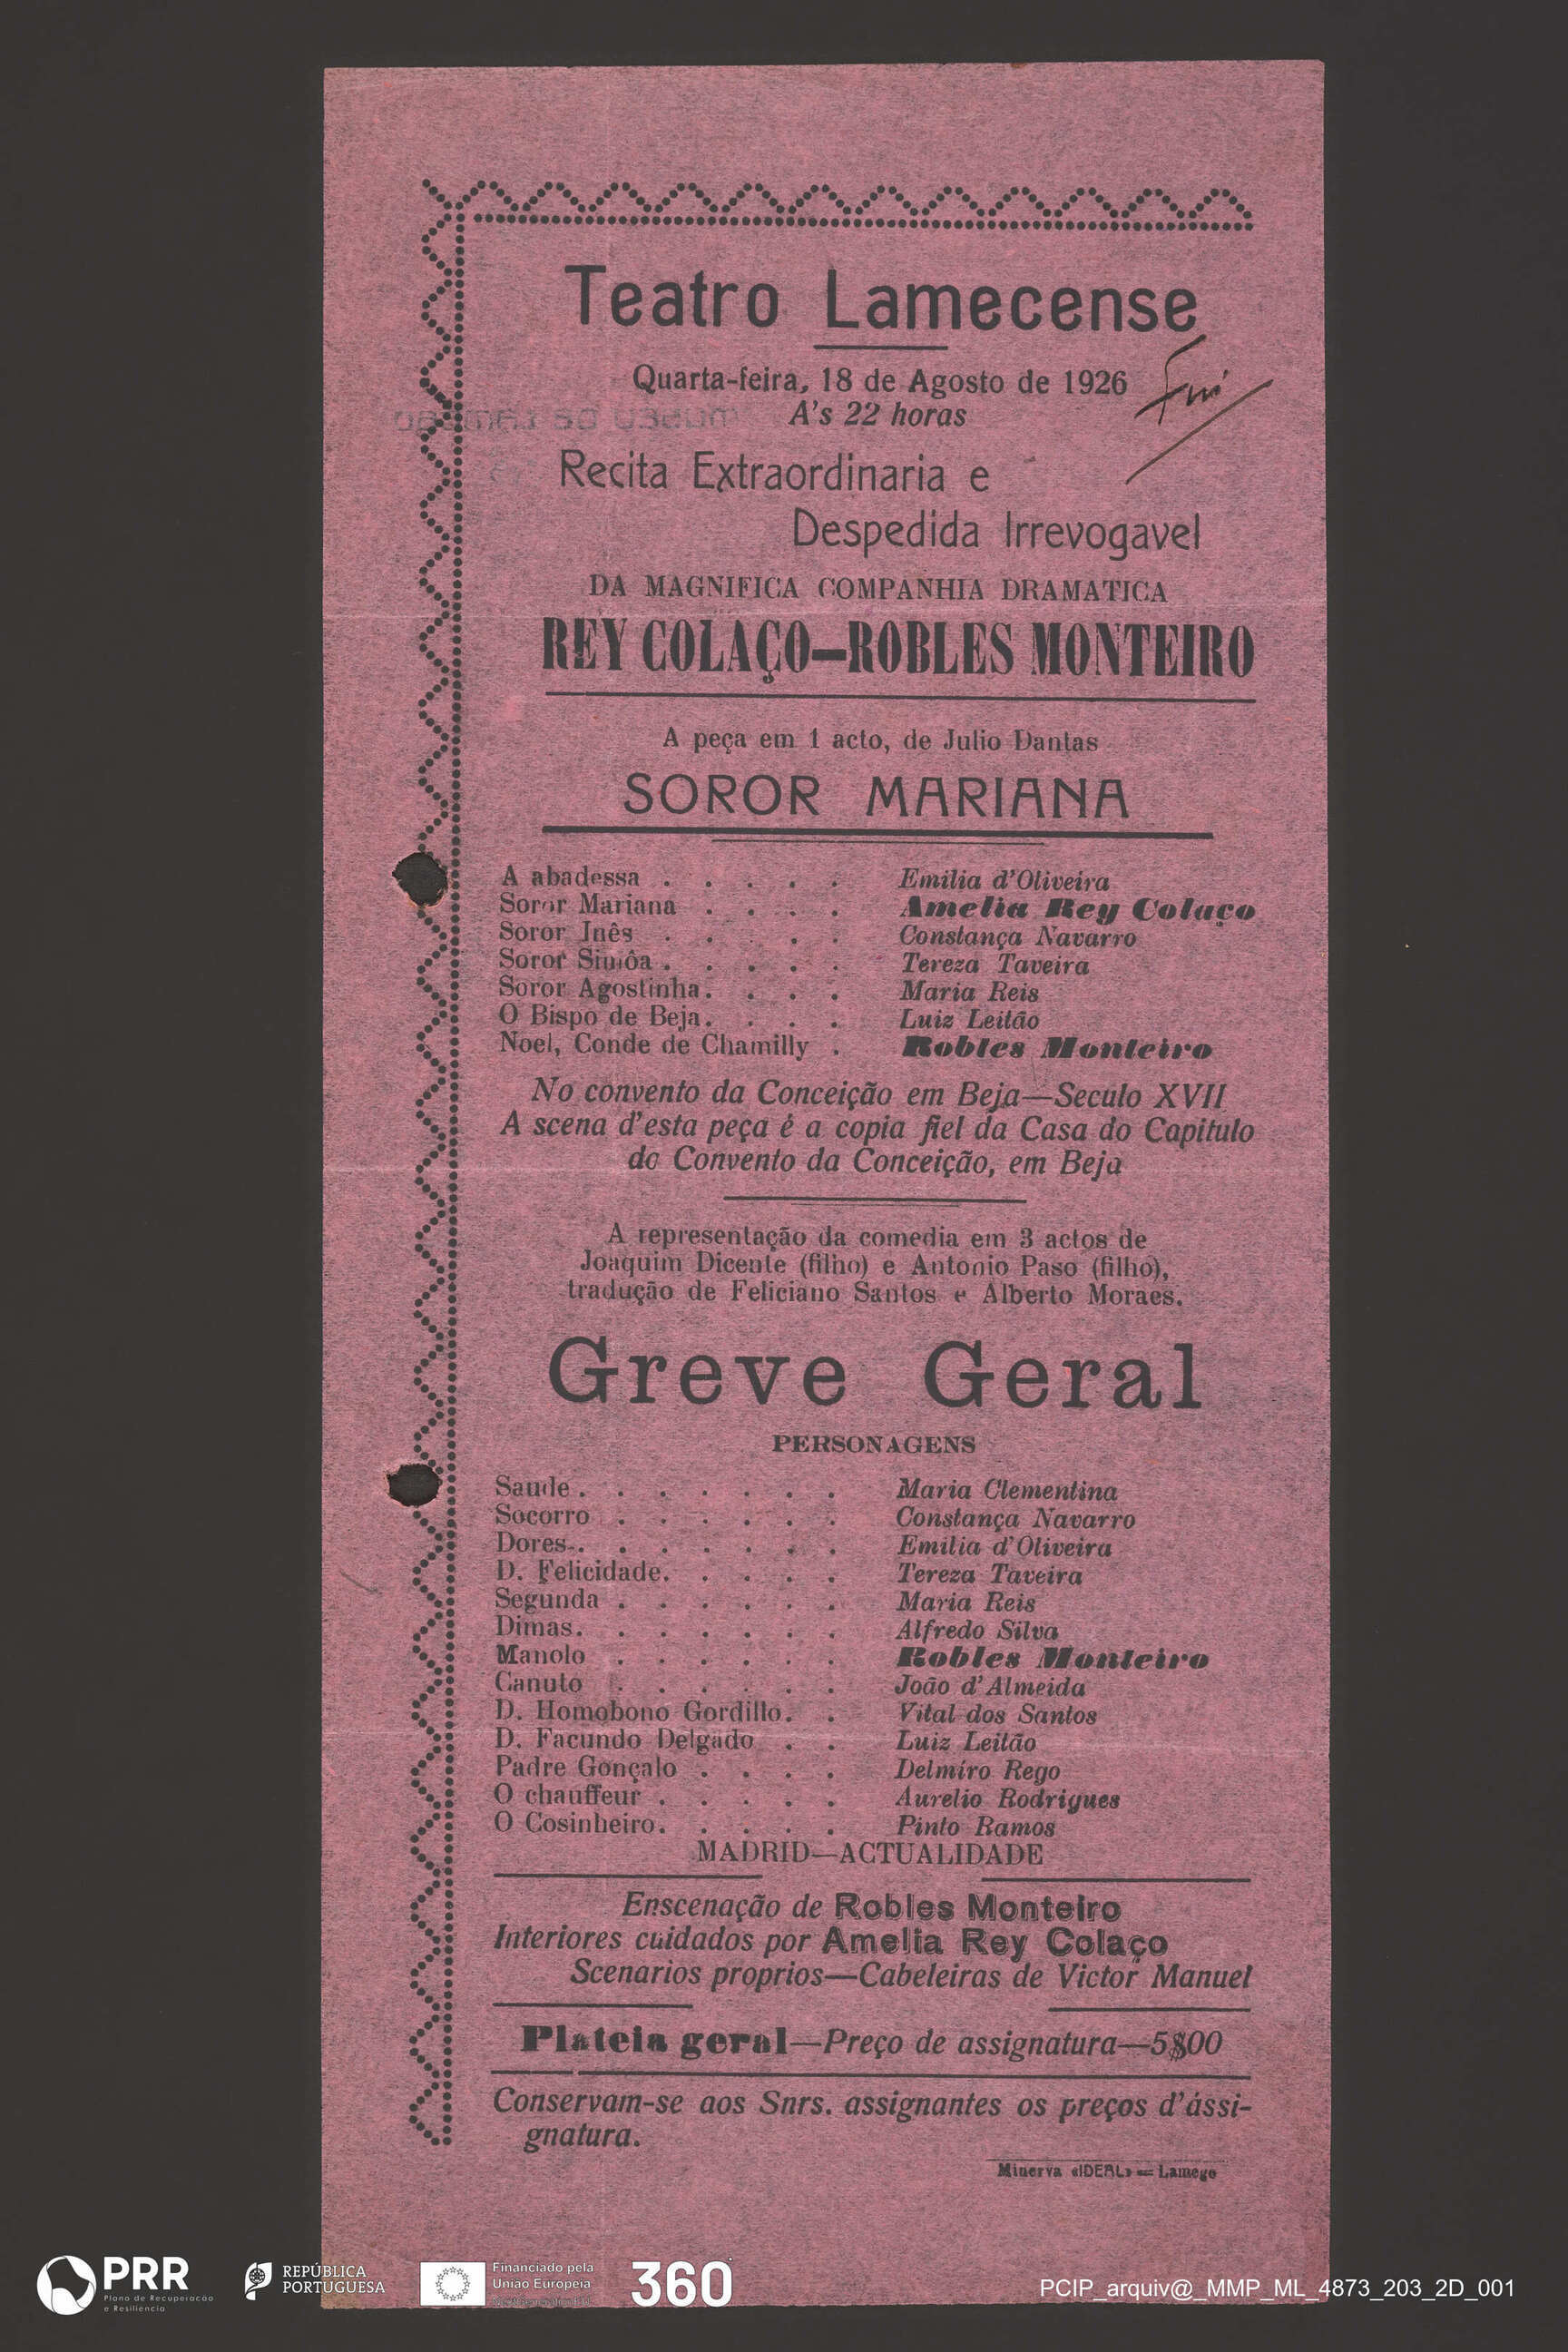 Teatro Lamecense
Quarta-feira, 18 de Agosto de 1926
A's 22 horas
Recita Extraordinaria e
Despedida Irrevogavel
DA MAGNIFICA COMPANHIA DRAMATICA
REY COLAÇO—ROBLES MONTEIRO
A peça em 1 acto, de Julio Dantas
SOROR MARIANA
A abadessa . . . . . Emilia d'Oliveira
Soror Mariana . . . . Amelia Rey Colaço
Soror Inês . . . . . Constança Navarro
Soror Simôa . . . . . Tereza Taveira
Soror Agostinha. . . . Maria Reis
O Bispo de Beja. . . . Luiz Leitão
Noel, Conde de Chamilly . Robles Monteiro
No convento da Conceição em Beja—Seculo XVII
A scena d'esta peça é a copia fiel da Casa do Capitulo
do Convento da Conceição, em Beja
A representação da comedia em 3 actos de
Joaquim Dicente (filho) e Antonio Paso (filho),
tradução de Feliciano Santos e Alberto Moraes.
Greve Geral
PERSONAGENS
Saude . . . . . . . Maria Clementina
Socorro . . . . . . Constança Navarro
Dores . . . . . . . Emilia d'Oliveira
D. Felicidade. . . . . Tereza Taveira
Segunda . . . . . . Maria Reis
Dimas. . . . . . . Alfredo Silva
Manolo . . . . . . Robles Monteiro
Canuto . . . . . . João d'Almeida
D. Homobono Gordillo. . Vital dos Santos
D. Facundo Delgado . . Luiz Leitão
Padre Gonçalo . . . . Delmíro Rego
O chauffeur . . . . . Aurelio Rodrigues
O Cosinheiro. . . . . Pinto Ramos
MADRID—ACTUALIDADE
Enscenação de Robles Monteiro
Interiores cuidados por Amelia Rey Colaço
Scenarios proprios—Cabeleiras de Victor Manuel
Plateia geral—Preço de assignatura—5$00
Conservam-se aos Snrs. assignantes os preços d'ássi-
gnatura.
Minerva «IDEAL» — Lamego
PRR
Plano de Recuperação
e Resiliência
REPÚBLICA
PORTUGUESA
Financiado pela
União Europeia
360
PCIP_arquiv@_MMP_ML_4873_203_2D_001